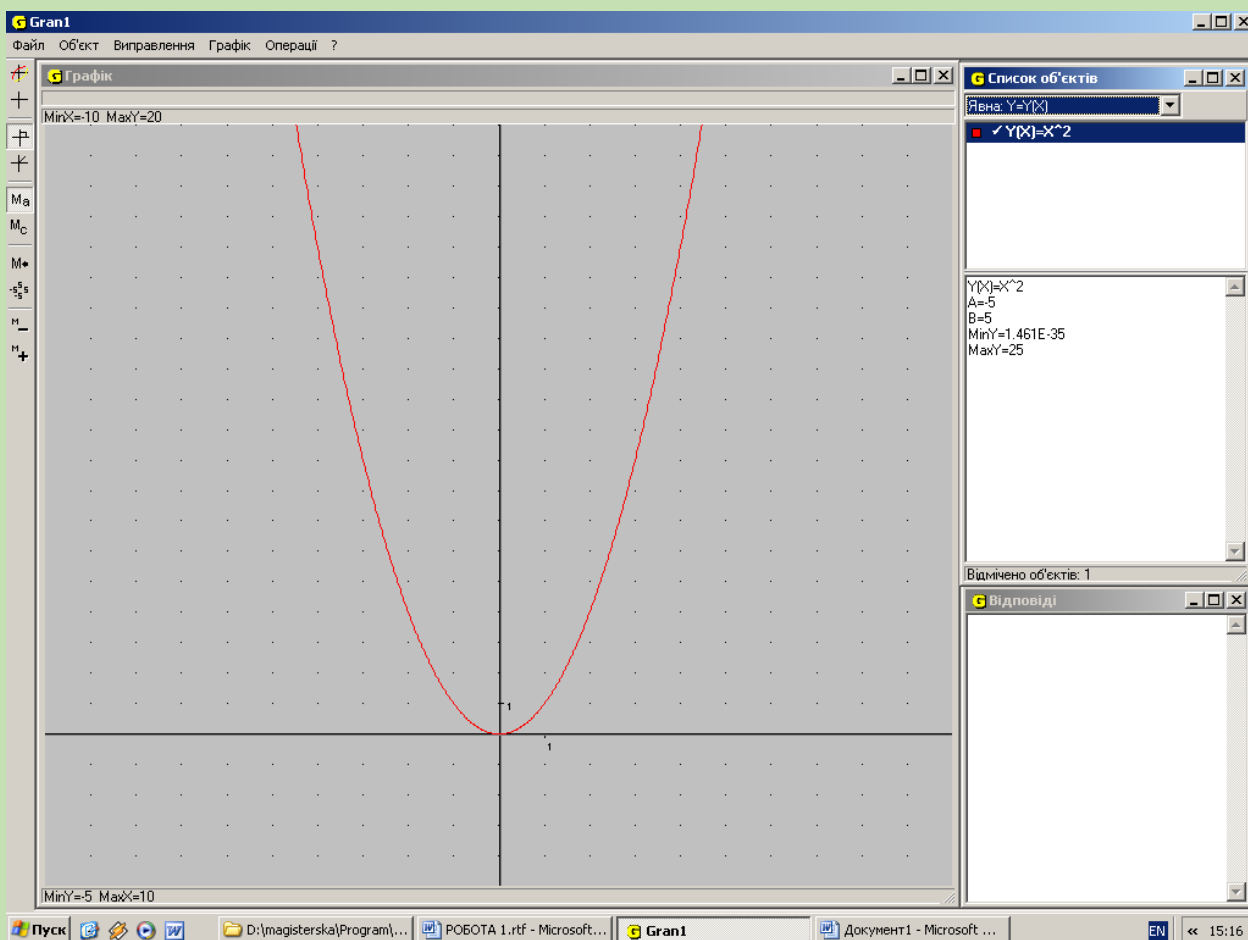 Gran1
Файл Об'єкт Виправлення Графік Операції ?
Графік
MinX=-10 MaxY=20
Ma
Mc
M
-s s s -s
M
M
1
1
MinY=-5 MaxX=10
Список об'єктів
Явна: Y=Y(X)
Y(X)=X^2
Y(X)=X^2
A=-5
B=5
MinY=1.461E-35
MaxY=25
Відмічено об'єктів: 1
Відповіді
Пуск D:\magisterska\Program\... РОБОТА 1.rtf - Microsoft... Gran1 Документ1 - Microsoft ... EN « 15:16